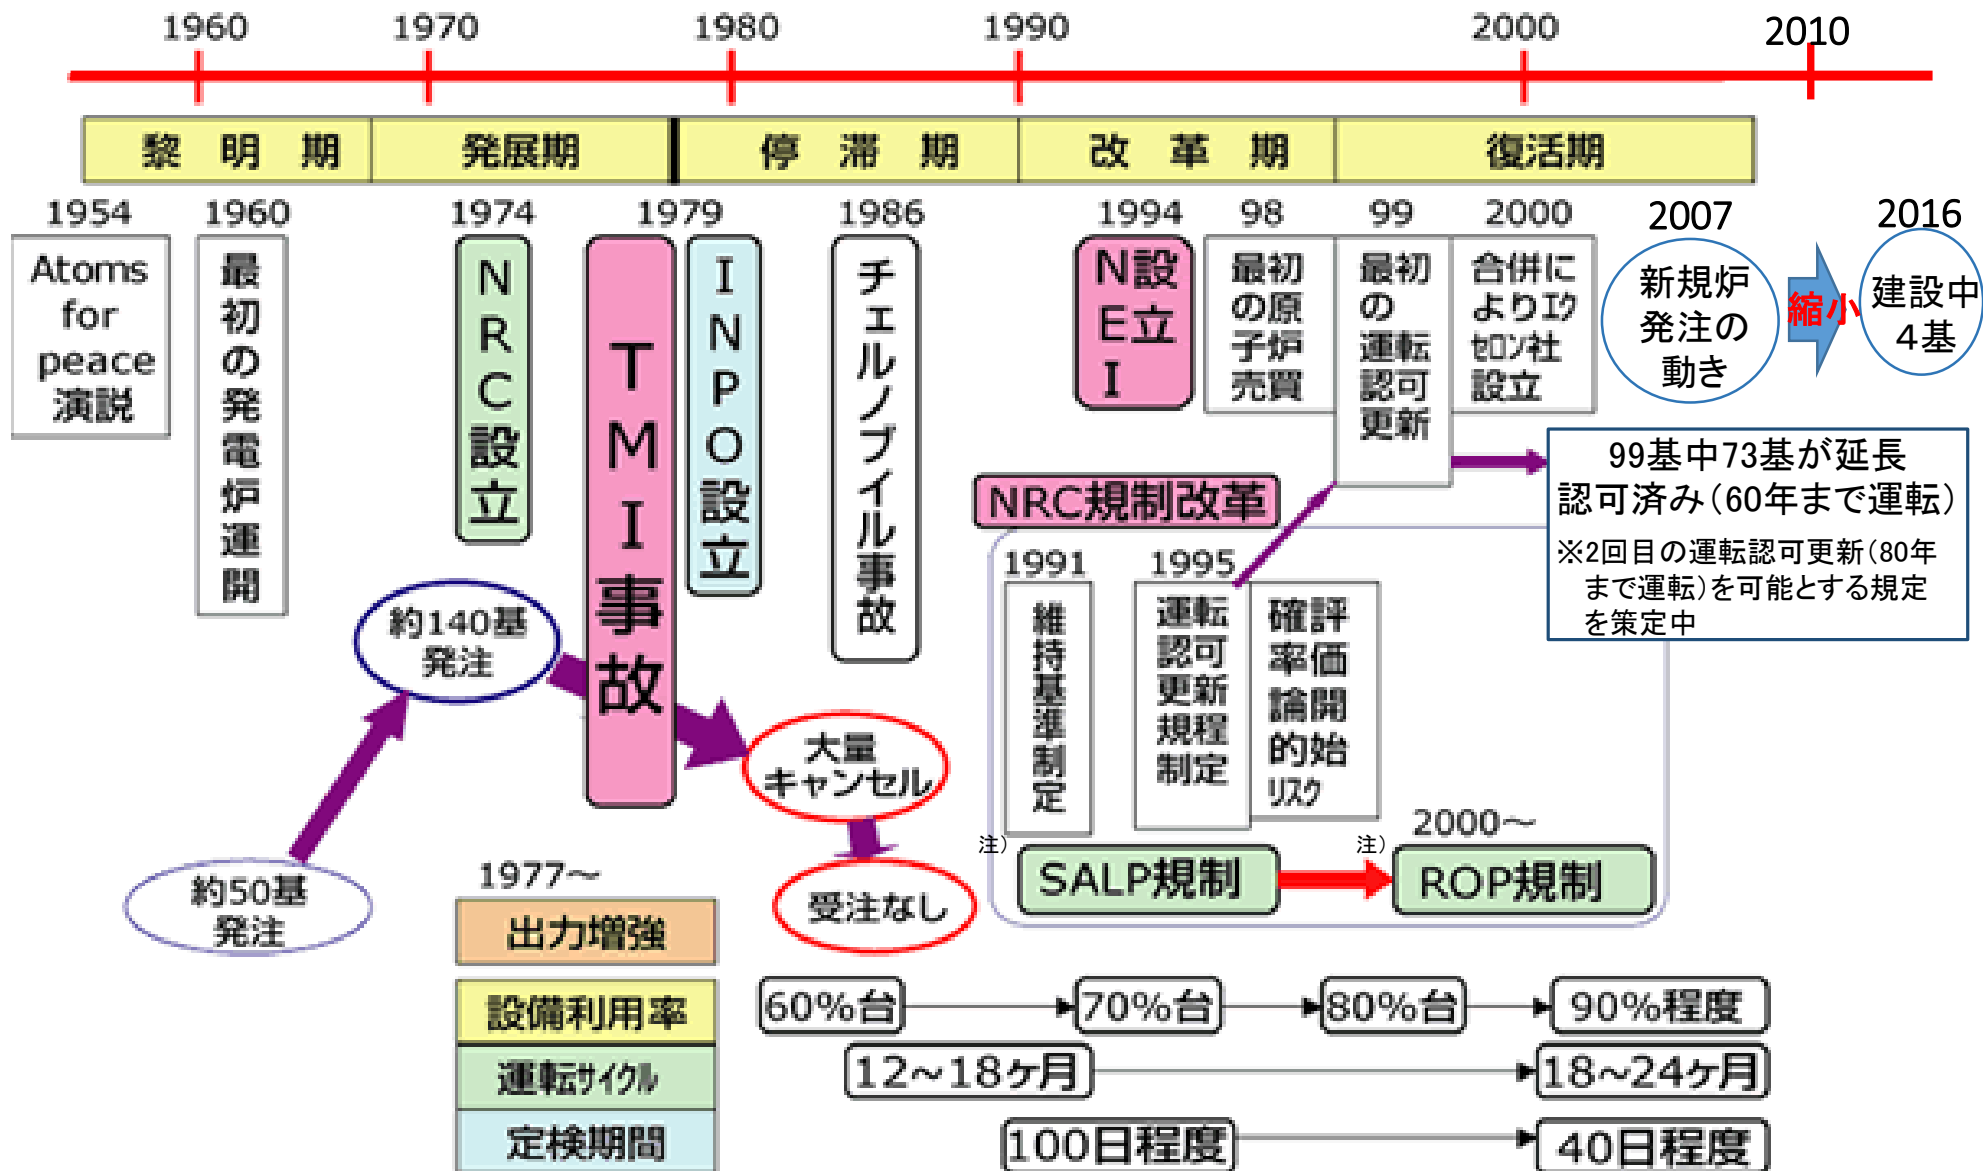 1960
1970
1980
1990
2000
2010
黎明期
発展期
停滞期
改革期
復活期
1954
Atoms
for
peace
演説
1960
最初の発電炉運開
1974
NRC設立
1979
TMI事故
INPO設立
1986
チェルノブイル事故
1994
NEI
設立
98
最初
の原
子炉
売買
99
最初
の
運転
認可
更新
2000
合併に
よりエク
セロン社
設立
2007
新規炉
発注の
動き
縮小
2016
建設中
4基
99基中73基が延長
認可済み(60年まで運転)
※2回目の運転認可更新(80年
まで運転)を可能とする規定
を策定中
NRC規制改革
1991
維持基準制定
1995
運転
認可
更新
規程
制定
確率論的リスク
評価開始
注)
SALP規制
注)
2000～
ROP規制
約50基
発注
約140基
発注
大量
キャンセル
受注なし
1977～
出力増強
設備利用率
60%台
70%台
80%台
90%程度
運転サイクル
12～18ヶ月
18～24ヶ月
定検期間
100日程度
40日程度